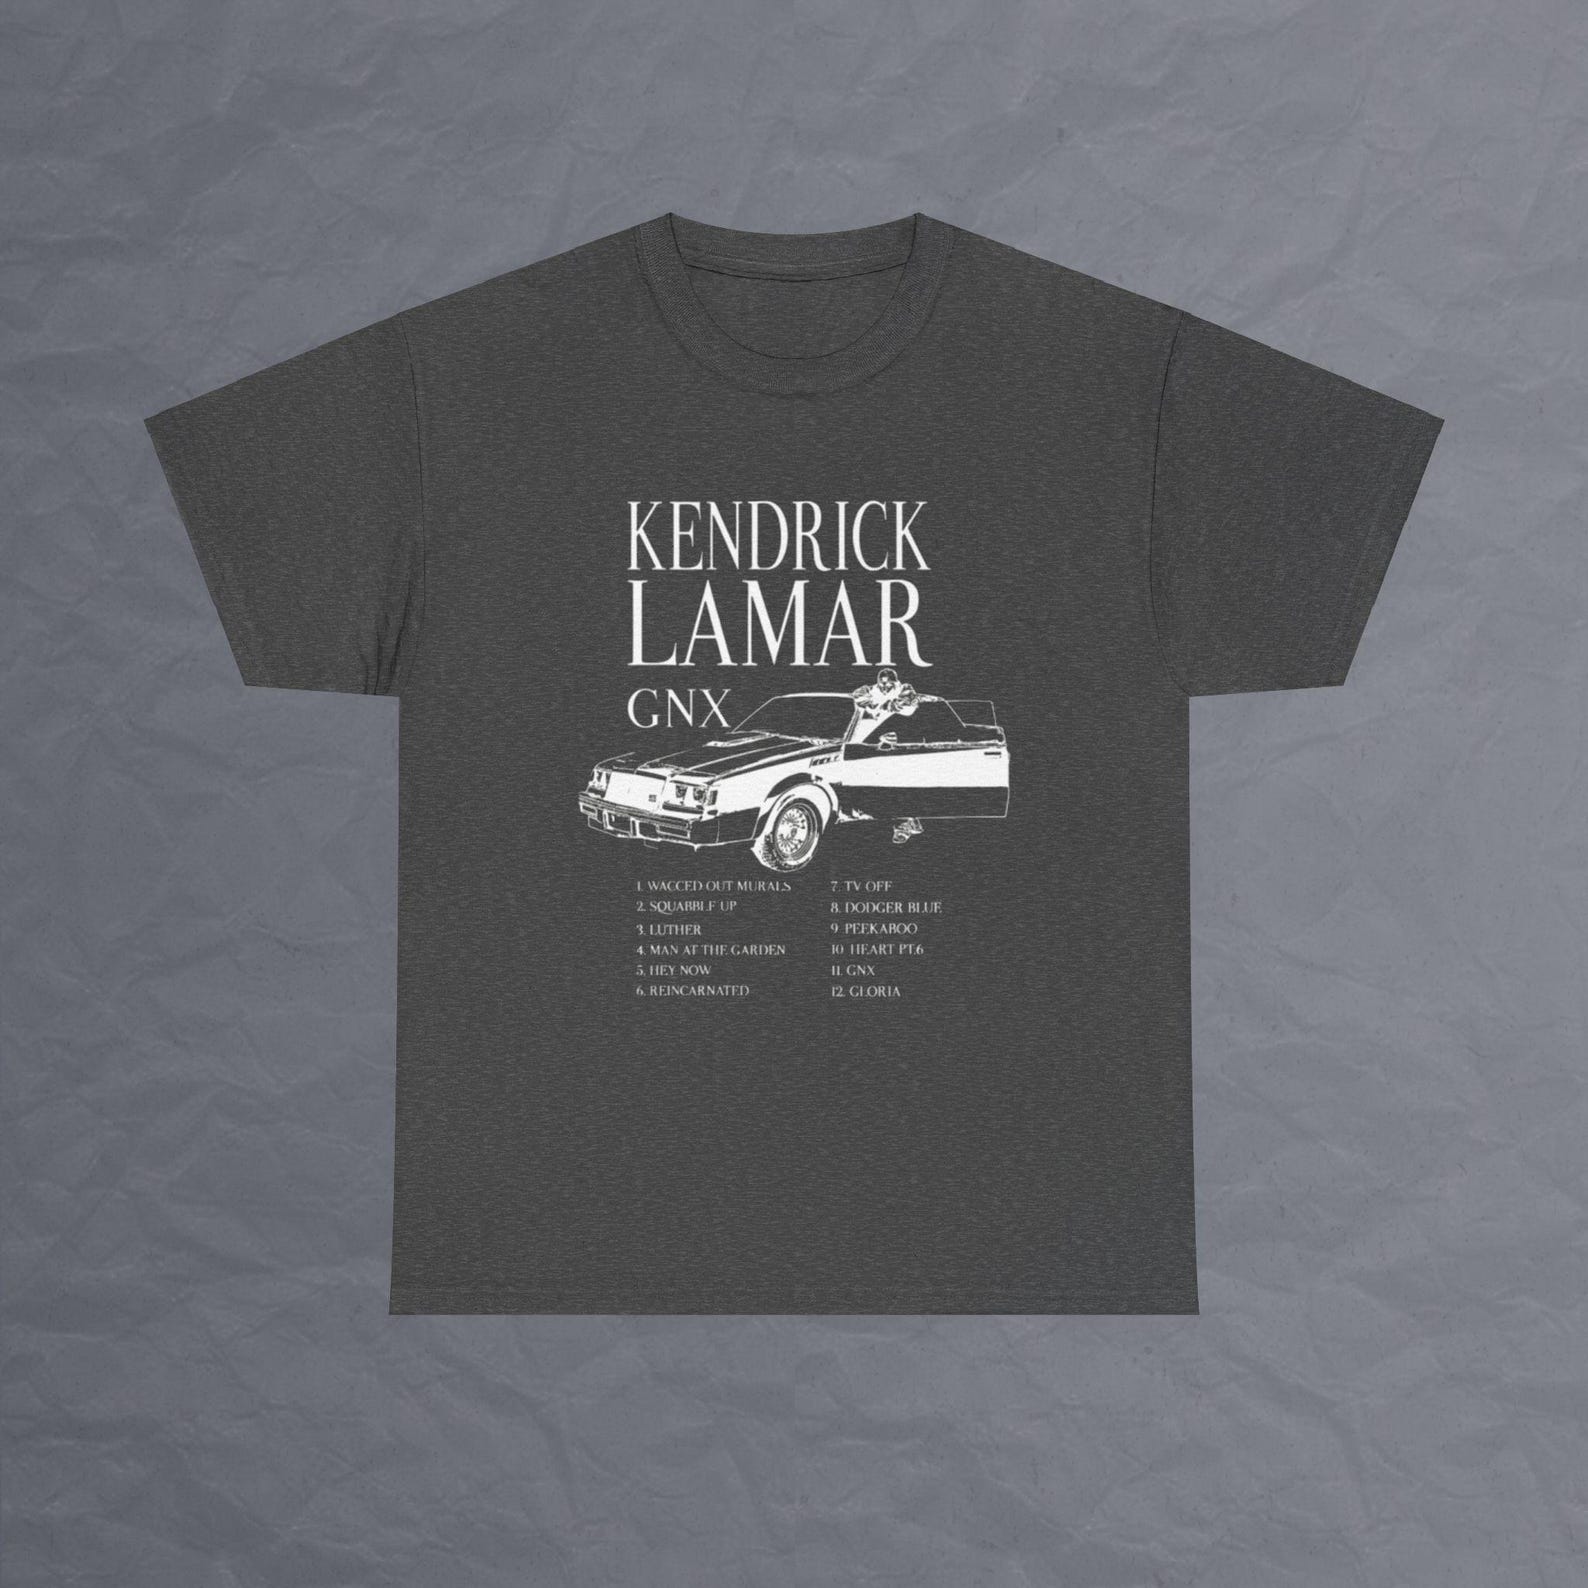 KENDRICK
LAMAR
GNX
1. WACCED OUT MURALS
2. SQUABBLE UP
3. LUTHER
4. MAN AT THE GARDEN
5. HEY NOW
6. REINCARNATED
7. TV OFF
8. DODGER BLUE
9. PEEKABOO
10. HEART PT.6
11. GNX
12. GLORIA